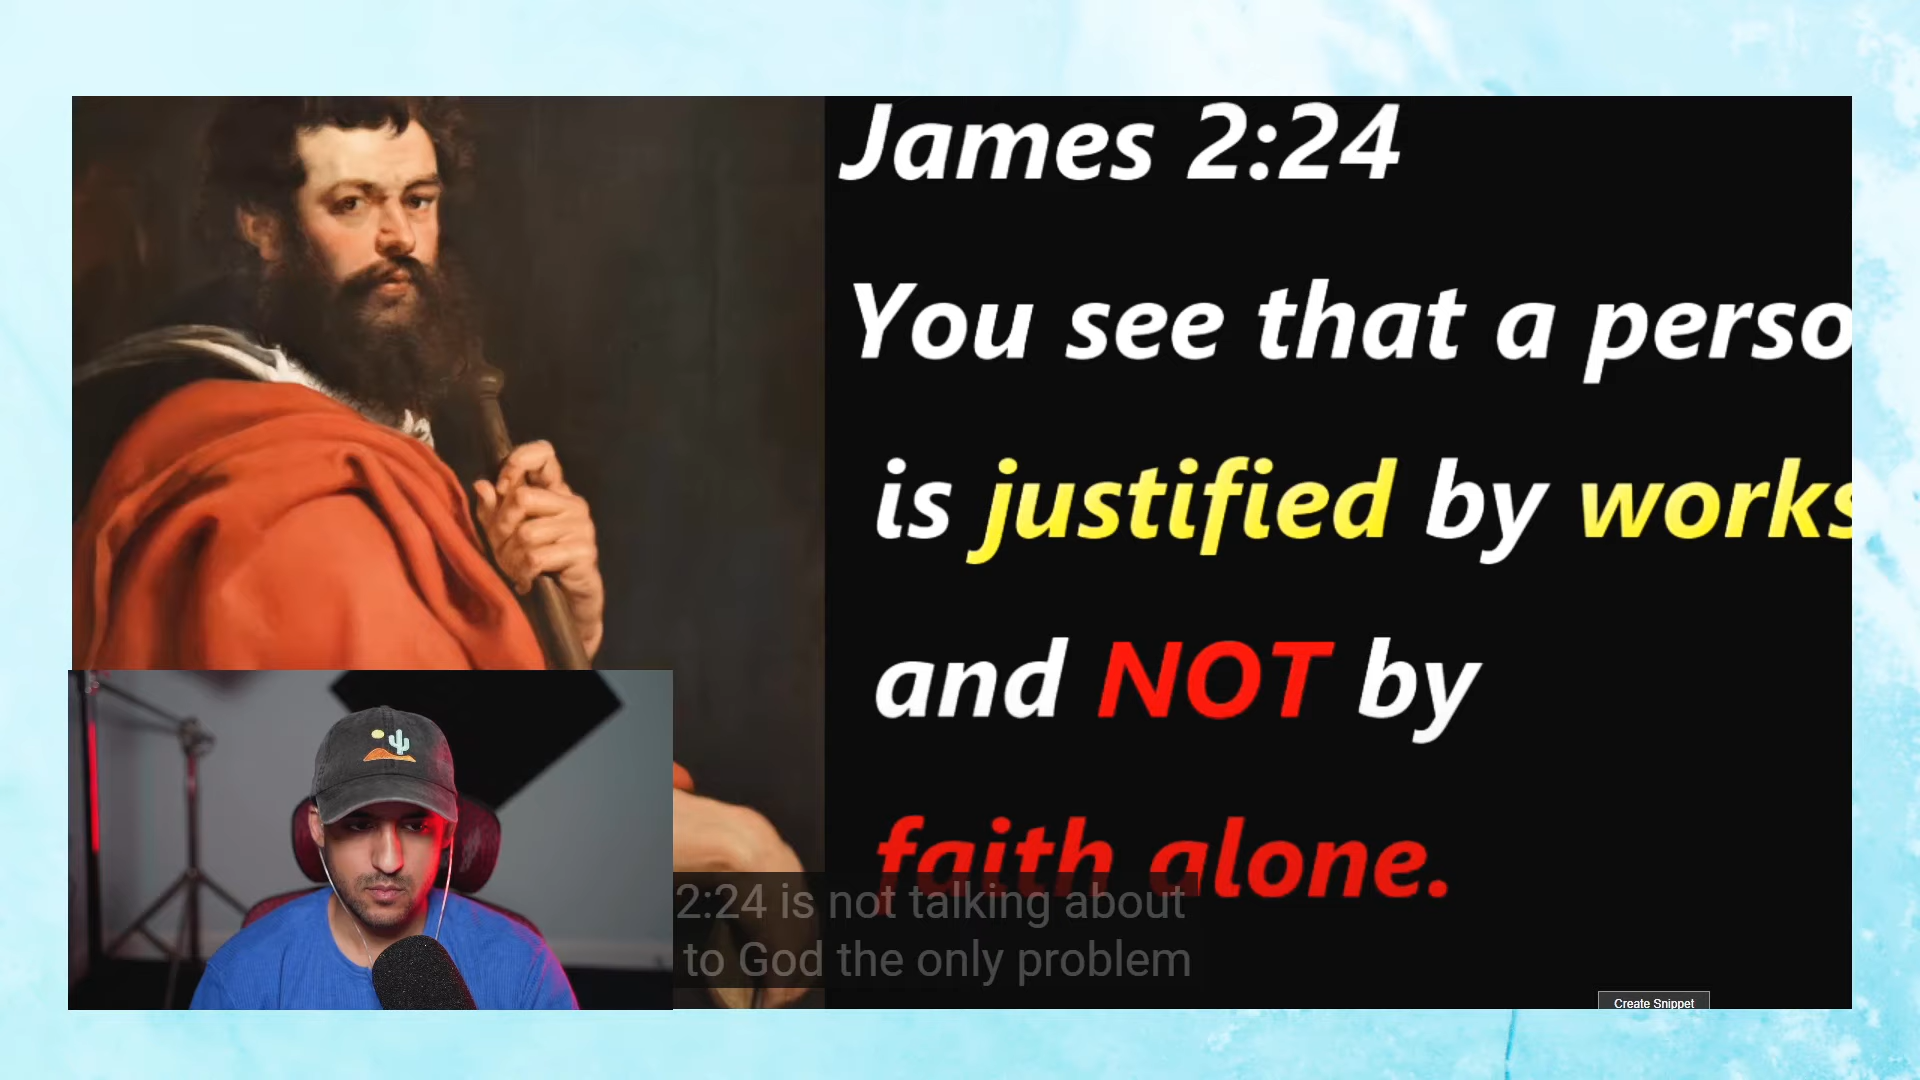 James 2:24
You see that a perso
is justified by works
and NOT by
faith alone.
2:24 is not talking about
to God the only problem
Create Snippet